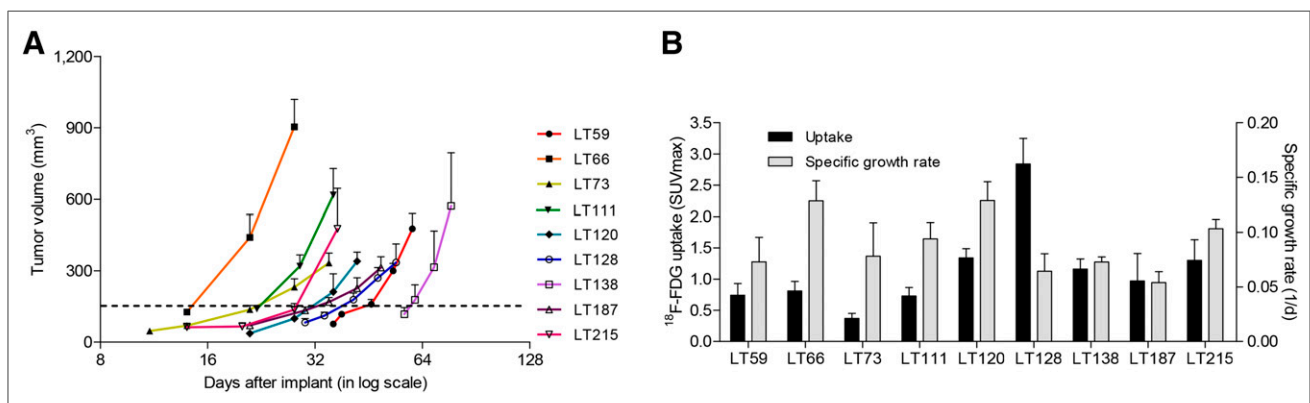 A
Tumor volume (mm³)
1,200
900
600
300
0
8
16
32
64
128
Days after implant (in log scale)
LT59
LT66
LT73
LT111
LT120
LT128
LT138
LT187
LT215
B
¹⁸F-FDG uptake (SUVmax)
3.5
3.0
2.5
2.0
1.5
1.0
0.5
0.0
Uptake
Specific growth rate
LT59
LT66
LT73
LT111
LT120
LT128
LT138
LT187
LT215
0.20
0.15
0.10
0.05
0.00
Specific growth
rate (1/d)